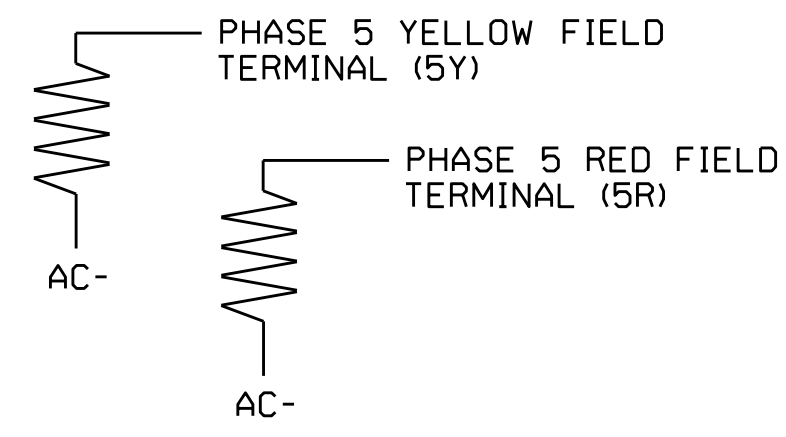 PHASE 5 YELLOW FIELD
TERMINAL (5Y)
AC-
PHASE 5 RED FIELD
TERMINAL (5R)
AC-